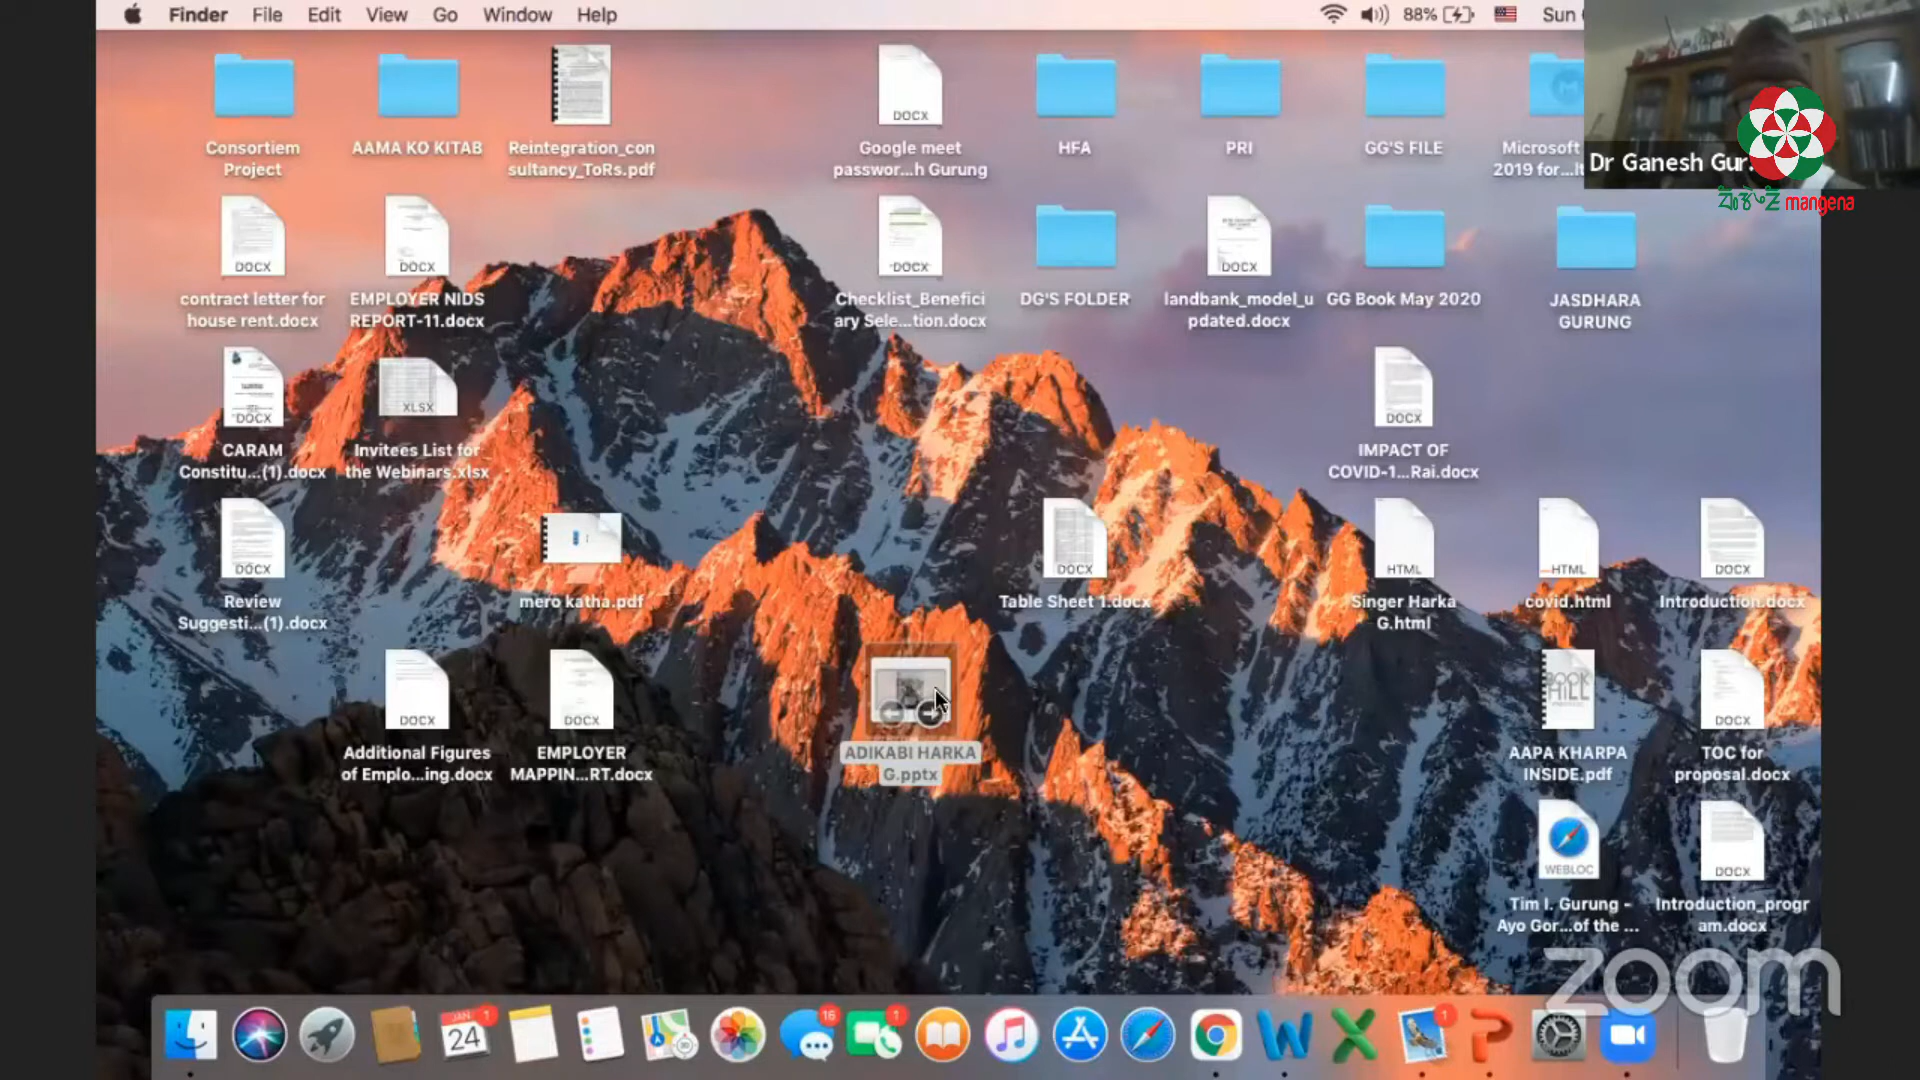 Finder File Edit View Go Window Help
88%
Sun
Consortiem
Project
AAMA KO KITAB
Reintegration_con
sultancy_ToRs.pdf
DOCX
Google meet
passwor...h Gurung
HFA
PRI
GG'S FILE
Microsoft
2019 for...lt
Dr Ganesh Gur
mangena
DOCX
contract letter for
house rent.docx
DOCX
EMPLOYER NIDS
REPORT-11.docx
DOCX
Checklist_Benefici
ary Sele...tion.docx
DG'S FOLDER
DOCX
landbank_model_u
pdated.docx
GG Book May 2020
JASDHARA
GURUNG
DOCX
CARAM
Constitu...(1).docx
XLSX
Invitees List for
the Webinars.xlsx
DOCX
IMPACT OF
COVID-1...Rai.docx
DOCX
Review
Suggesti...(1).docx
mero katha.pdf
DOCX
Table Sheet 1.docx
HTML
Singer Harka
G.html
HTML
covid.html
DOCX
Introduction.docx
DOCX
Additional Figures
of Emplo...ing.docx
DOCX
EMPLOYER
MAPPIN...RT.docx
ADIKABI HARKA
G.pptx
AAPA KHARPA
INSIDE.pdf
DOCX
TOC for
proposal.docx
WEBLOC
Tim I. Gurung -
Ayo Gor...of the ...
DOCX
Introduction_progr
am.docx
zoom
JAN
24
1
16
1
1